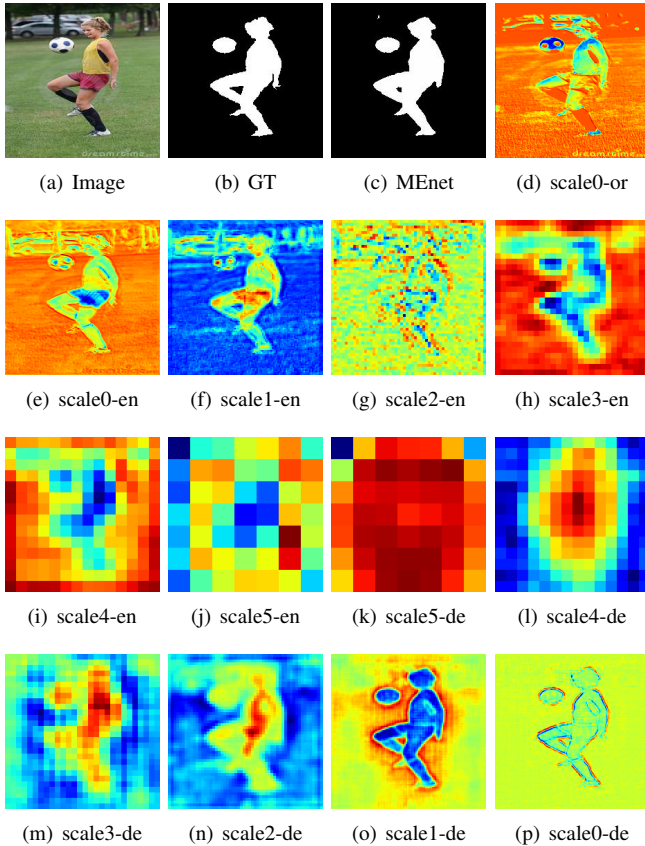 dreamstime
(a) Image (b) GT (c) MEnet (d) scale0-or
(e) scale0-en (f) scale1-en (g) scale2-en (h) scale3-en
(i) scale4-en (j) scale5-en (k) scale5-de (l) scale4-de
(m) scale3-de (n) scale2-de (o) scale1-de (p) scale0-de